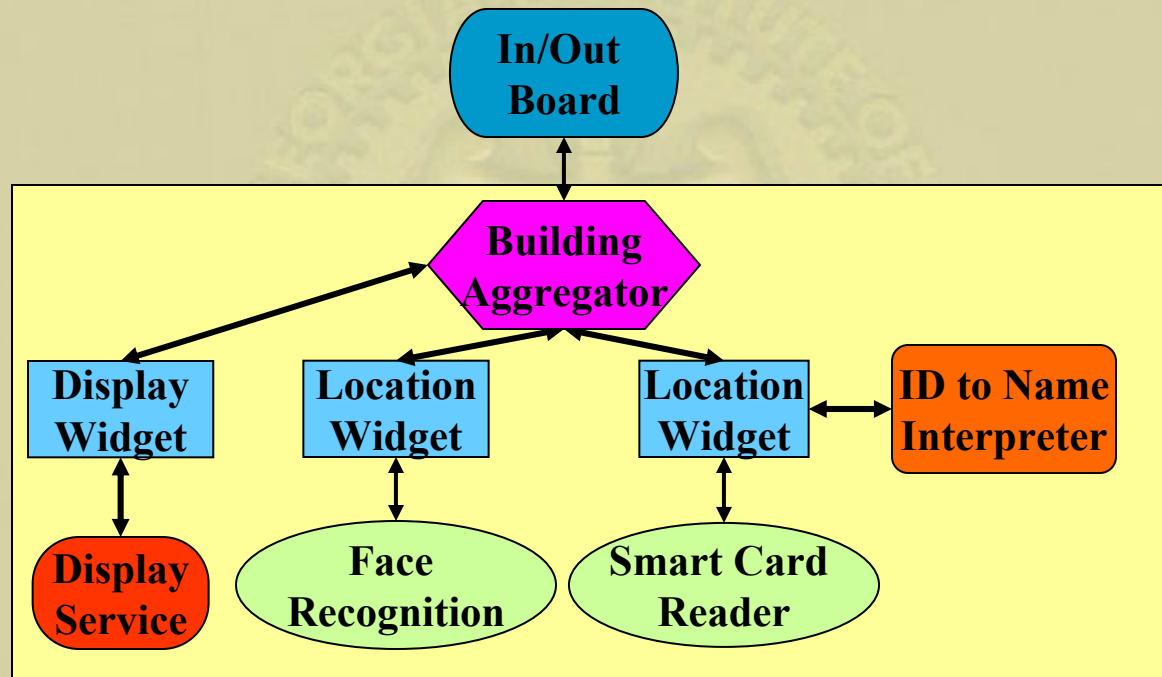 In/Out
Board
Building
Aggregator
Display
Widget
Location
Widget
Location
Widget
ID to Name
Interpreter
Display
Service
Face
Recognition
Smart Card
Reader